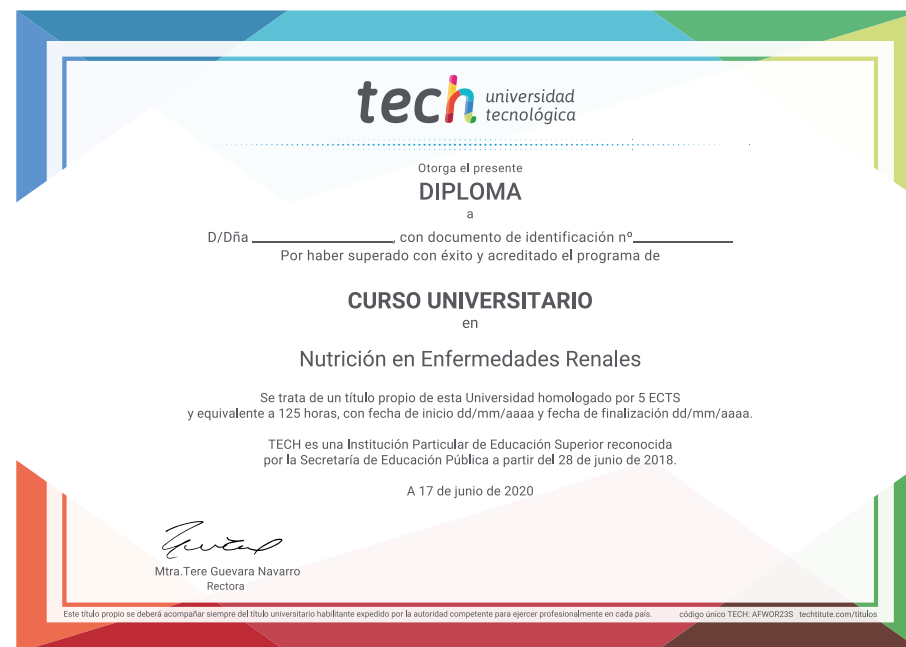 tech universidad
tecnológica
Otorga el presente
DIPLOMA
a
D/Dña ____________________, con documento de identificación nº______________
Por haber superado con éxito y acreditado el programa de
CURSO UNIVERSITARIO
en
Nutrición en Enfermedades Renales
Se trata de un título propio de esta Universidad homologado por 5 ECTS
y equivalente a 125 horas, con fecha de inicio dd/mm/aaaa y fecha de finalización dd/mm/aaaa.
TECH es una Institución Particular de Educación Superior reconocida
por la Secretaría de Educación Pública a partir del 28 de junio de 2018.
A 17 de junio de 2020
Mtra.Tere Guevara Navarro
Rectora
Este título propio se deberá acompañar siempre del título universitario habilitante expedido por la autoridad competente para ejercer profesionalmente en cada país. código único TECH: AFWOR23S techtitute.com/titulos